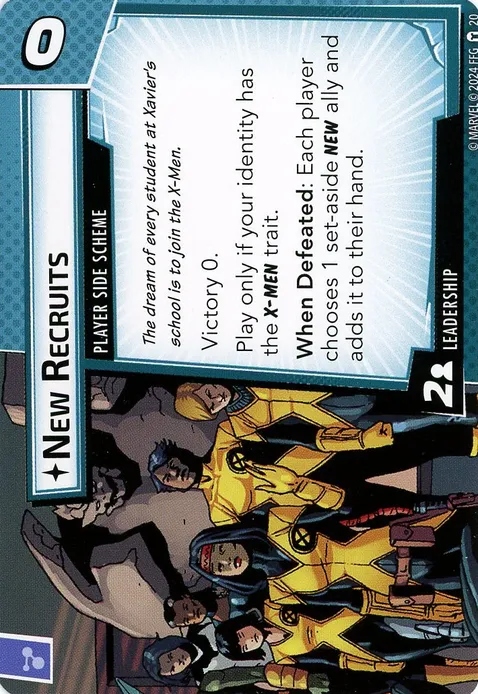 0
NEW RECRUITS
PLAYER SIDE SCHEME
The dream of every student at Xavier's
school is to join the X-Men.
Victory 0.
Play only if your identity has
the X-MEN trait.
When Defeated: Each player
chooses 1 set-aside NEW ally and
adds it to their hand.
2
LEADERSHIP
© MARVEL © 2024 FFG 20